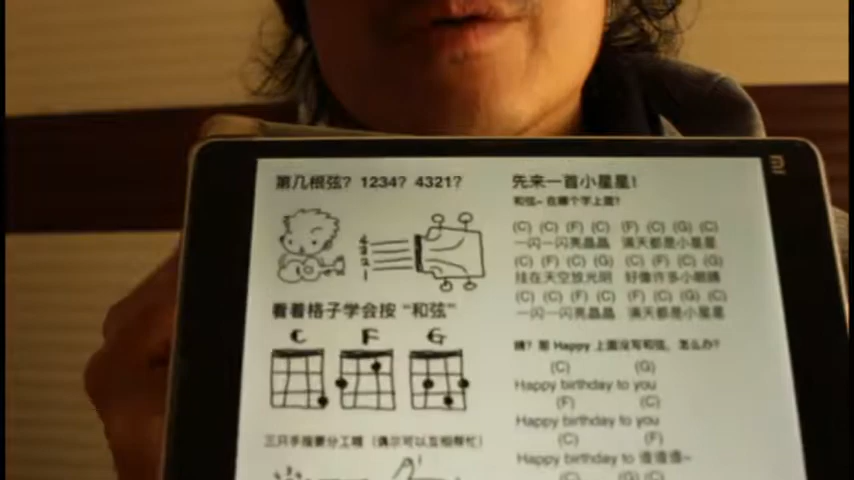 第几根弦? 1234? 4321?
4
3
2
1
看着格子学会按“和弦”
C F G
三只手指要分工哦（偶尔可以互相帮忙）
先来一首小星星!
和弦~ 在哪个字上面?
(C) (C) (F) (C) (F) (C) (G) (C)
一闪一闪亮晶晶 满天都是小星星
(C) (F) (C) (G) (C) (F) (C) (G)
挂在天空放光明 好像许多小眼睛
(C) (C) (F) (C) (F) (C) (G) (C)
一闪一闪亮晶晶 满天都是小星星
Happy 上面没写和弦, 怎么办?
(C) (G)
Happy birthday to you
(F) (C)
Happy birthday to you
(C) (F)
Happy birthday to
(C) (G) (C)
mi